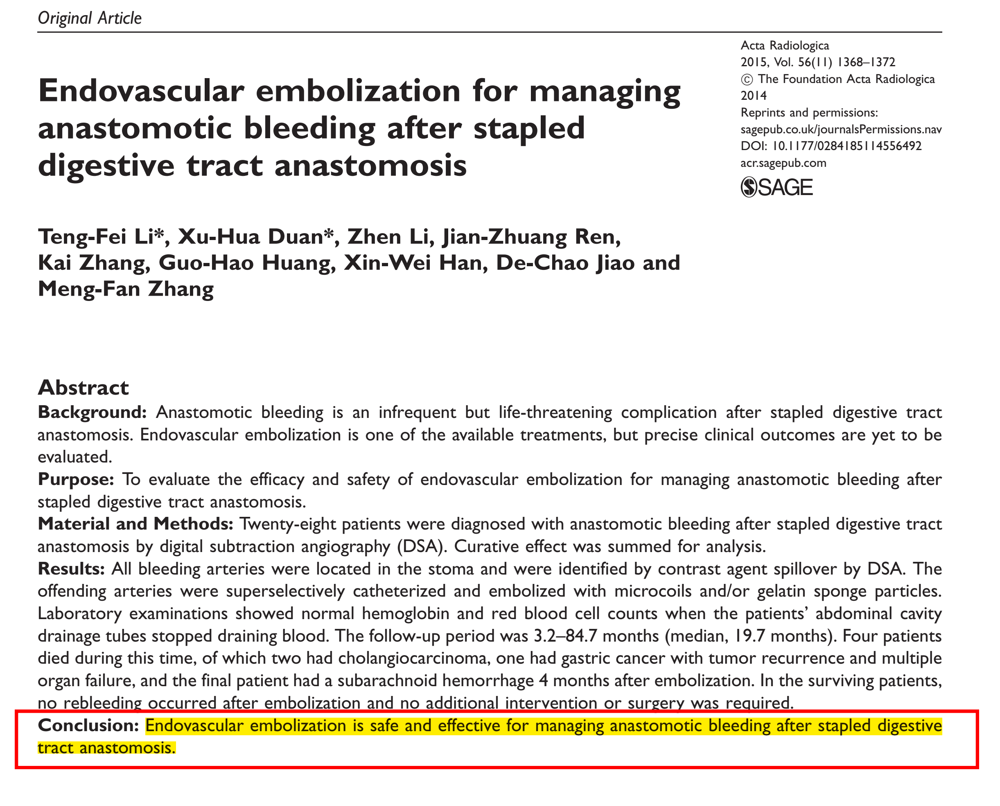 Original Article
Acta Radiologica
2015, Vol. 56(11) 1368–1372
© The Foundation Acta Radiologica
2014
Reprints and permissions:
sagepub.co.uk/journalsPermissions.nav
DOI: 10.1177/0284185114556492
acr.sagepub.com
SAGE
Endovascular embolization for managing
anastomotic bleeding after stapled
digestive tract anastomosis
Teng-Fei Li*, Xu-Hua Duan*, Zhen Li, Jian-Zhuang Ren,
Kai Zhang, Guo-Hao Huang, Xin-Wei Han, De-Chao Jiao and
Meng-Fan Zhang
Abstract
Background: Anastomotic bleeding is an infrequent but life-threatening complication after stapled digestive tract
anastomosis. Endovascular embolization is one of the available treatments, but precise clinical outcomes are yet to be
evaluated.
Purpose: To evaluate the efficacy and safety of endovascular embolization for managing anastomotic bleeding after
stapled digestive tract anastomosis.
Material and Methods: Twenty-eight patients were diagnosed with anastomotic bleeding after stapled digestive tract
anastomosis by digital subtraction angiography (DSA). Curative effect was summed for analysis.
Results: All bleeding arteries were located in the stoma and were identified by contrast agent spillover by DSA. The
offending arteries were superselectively catheterized and embolized with microcoils and/or gelatin sponge particles.
Laboratory examinations showed normal hemoglobin and red blood cell counts when the patients’ abdominal cavity
drainage tubes stopped draining blood. The follow-up period was 3.2–84.7 months (median, 19.7 months). Four patients
died during this time, of which two had cholangiocarcinoma, one had gastric cancer with tumor recurrence and multiple
organ failure, and the final patient had a subarachnoid hemorrhage 4 months after embolization. In the surviving patients,
no rebleeding occurred after embolization and no additional intervention or surgery was required.
Conclusion: Endovascular embolization is safe and effective for managing anastomotic bleeding after stapled digestive
tract anastomosis.